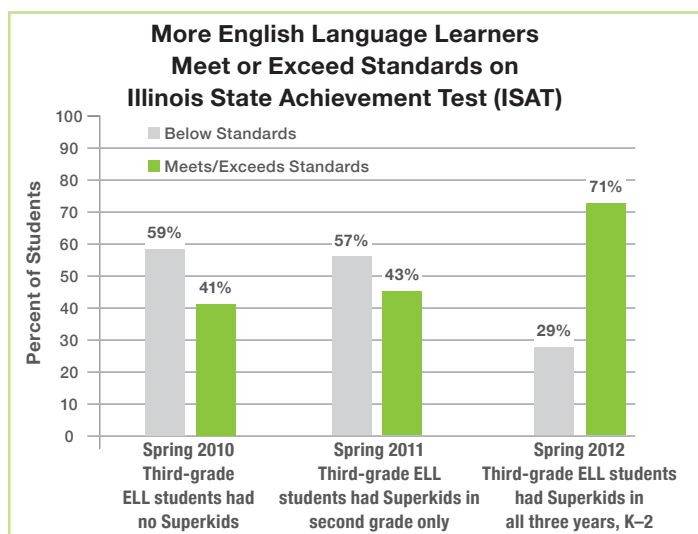 More English Language Learners
Meet or Exceed Standards on
Illinois State Achievement Test (ISAT)
100
90
80
70
60
50
40
30
20
10
0
Percent of Students
Below Standards
Meets/Exceeds Standards
59%
41%
57%
43%
29%
71%
Spring 2010
Third-grade
ELL students had
no Superkids
Spring 2011
Third-grade ELL
students had Superkids in
second grade only
Spring 2012
Third-grade ELL students
had Superkids in
all three years, K–2